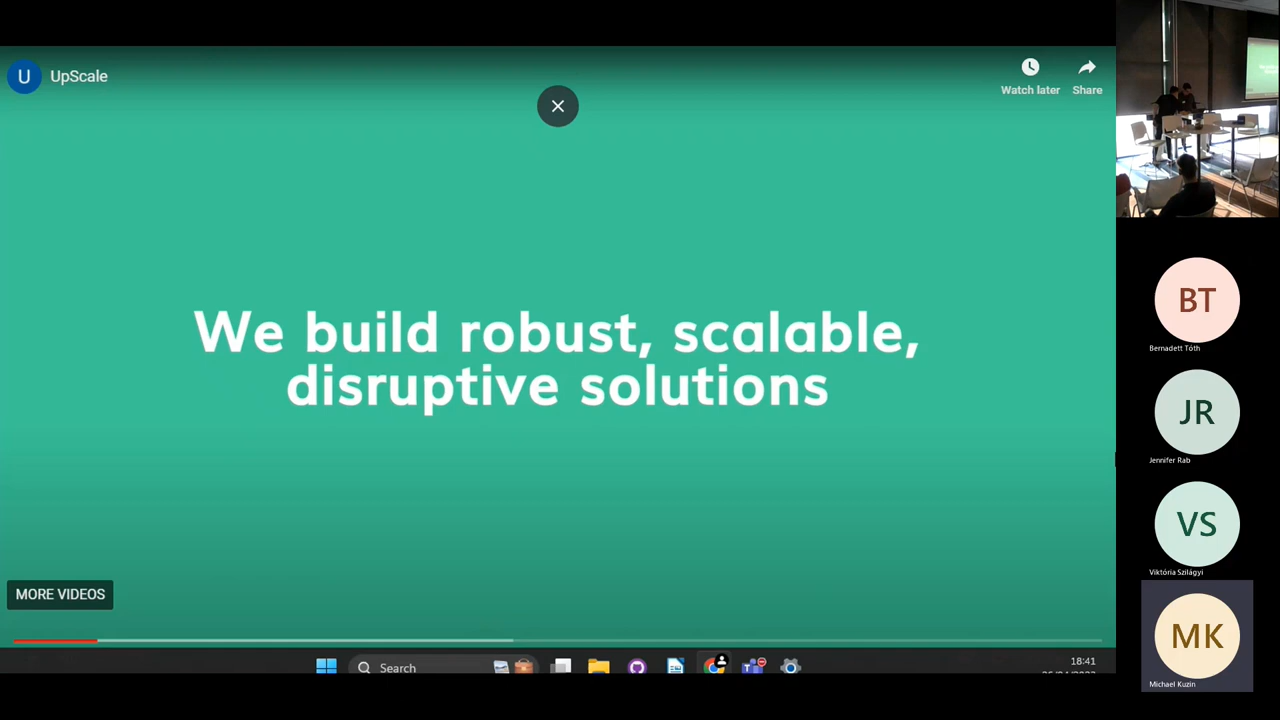 U UpScale
Watch later
Share
We build robust, scalable,
disruptive solutions
MORE VIDEOS
Search
18:41
BT
Bernadett Tóth
JR
Jennifer Rab
VS
Viktória Szilágyi
MK
Michael Kuzin